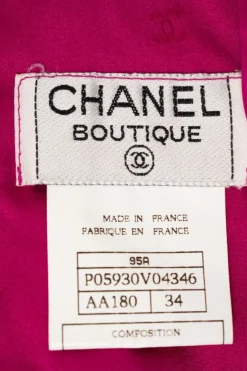 CHANEL
BOUTIQUE
MADE IN FRANCE
FABRIQUE EN FRANCE
95A
P05930V04346
AA180 34
COMPOSITION